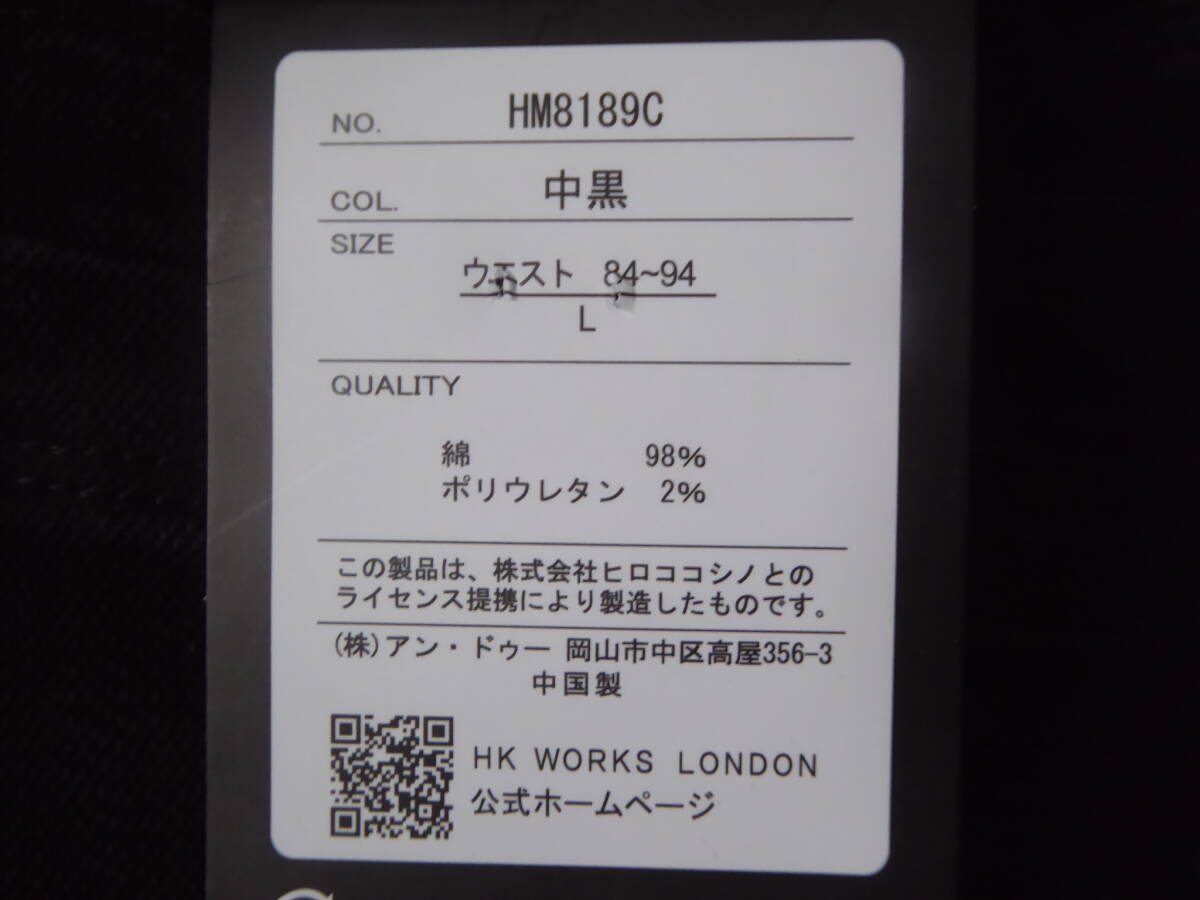 NO. HM8189C
COL. 中黒
SIZE
ウエスト 84~94
L
QUALITY
綿 98%
ポリウレタン 2%
この製品は、株式会社ヒロココシノとの
ライセンス提携により製造したものです。
(株)アン・ドゥー 岡山市中区高屋356-3
中国製
HK WORKS LONDON
公式ホームページ